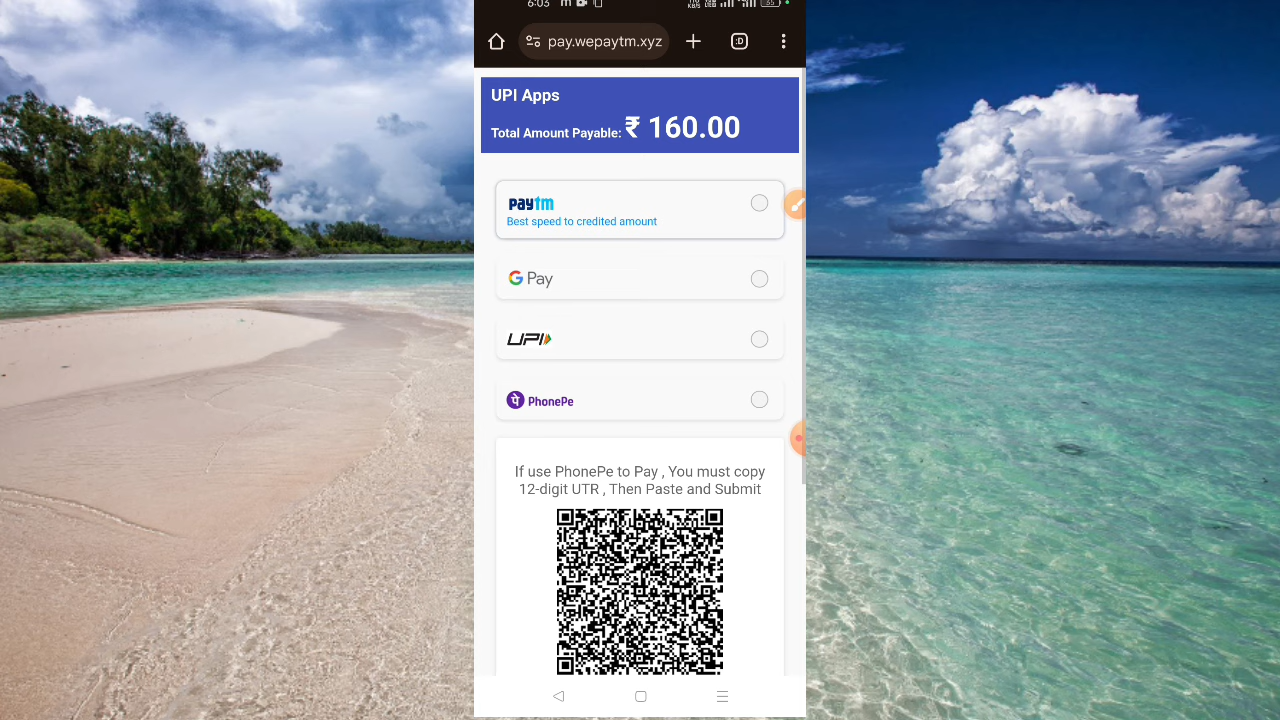 6:03
pay.wepaytm.xyz
:D
UPI Apps
Total Amount Payable: ₹ 160.00
paytm
Best speed to credited amount
G Pay
UPI
पे PhonePe
If use PhonePe to Pay , You must copy
12-digit UTR , Then Paste and Submit